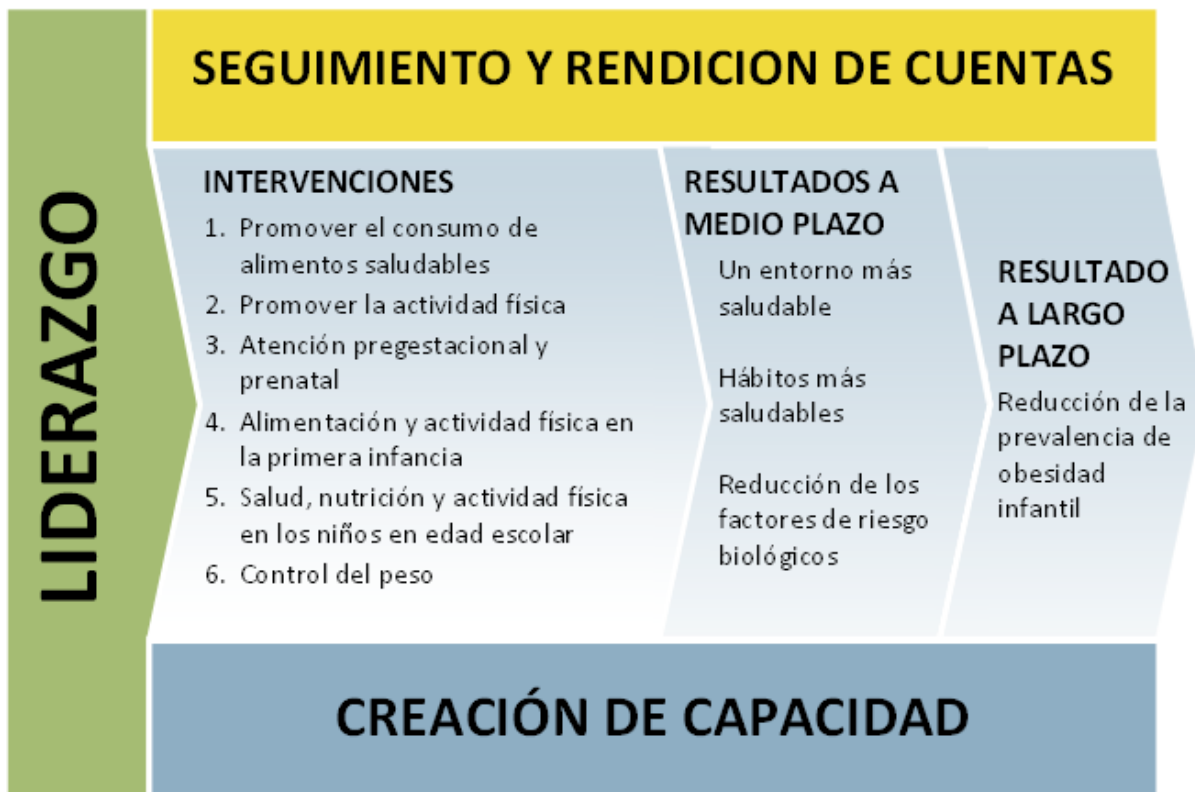 LIDERAZGO
SEGUIMIENTO Y RENDICION DE CUENTAS
INTERVENCIONES
1. Promover el consumo de
alimentos saludables
2. Promover la actividad física
3. Atención pregestacional y
prenatal
4. Alimentación y actividad física en
la primera infancia
5. Salud, nutrición y actividad física
en los niños en edad escolar
6. Control del peso
RESULTADOS A
MEDIO PLAZO
Un entorno más
saludable
Hábitos más
saludables
Reducción de los
factores de riesgo
biológicos
RESULTADO
A LARGO
PLAZO
Reducción de la
prevalencia de
obesidad
infantil
CREACIÓN DE CAPACIDAD